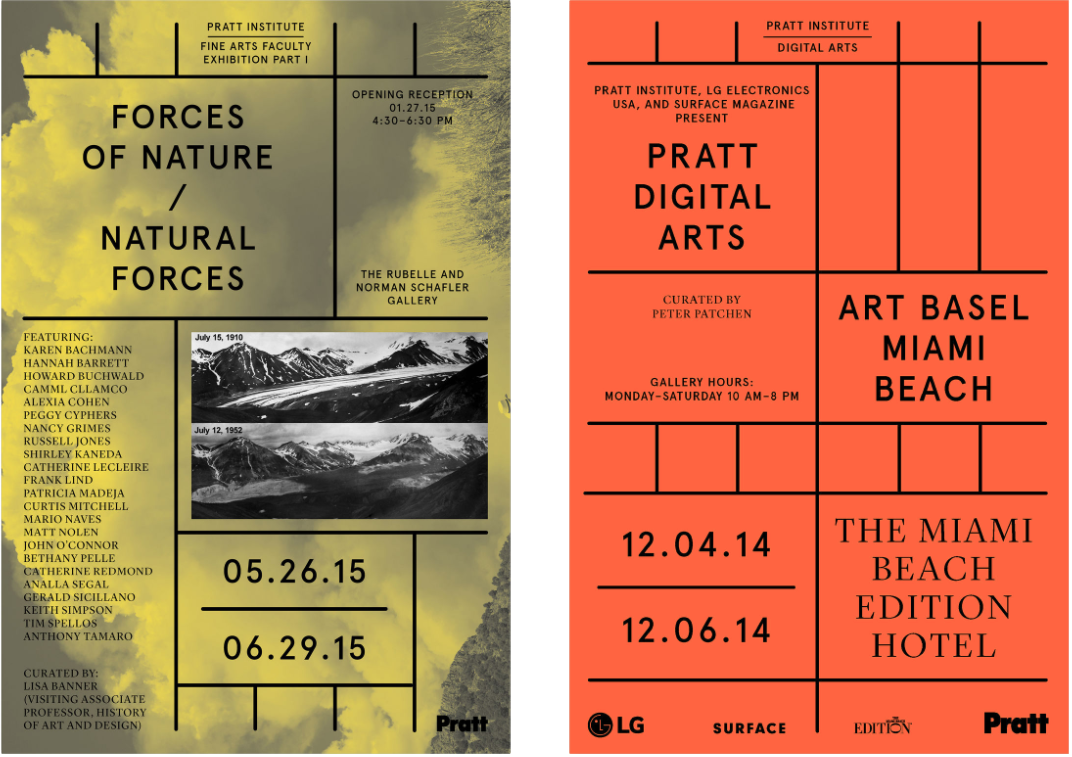 PRATT INSTITUTE
FINE ARTS FACULTY
EXHIBITION PART I
FORCES
OF NATURE
/
NATURAL
FORCES
OPENING RECEPTION
01.27.15
4:30–6:30 PM
THE RUBELLE AND
NORMAN SCHAFLER
GALLERY
FEATURING:
KAREN BACHMANN
HANNAH BARRETT
HOWARD BUCHWALD
CAMML CLLAMCO
ALEXIA COHEN
PEGGY CYPHERS
NANCY GRIMES
RUSSELL JONES
SHIRLEY KANEDA
CATHERINE LECLEIRE
FRANK LIND
PATRICIA MADEJA
CURTIS MITCHELL
MARIO NAVES
MATT NOLEN
JOHN O'CONNOR
BETHANY PELLE
CATHERINE REDMOND
ANALLA SEGAL
GERALD SICILLANO
KEITH SIMPSON
TIM SPELLOS
ANTHONY TAMARO
CURATED BY:
LISA BANNER
(VISITING ASSOCIATE
PROFESSOR, HISTORY
OF ART AND DESIGN)
July 15, 1910
July 12, 1952
05.26.15
06.29.15
Pratt
PRATT INSTITUTE
DIGITAL ARTS
PRATT INSTITUTE, LG ELECTRONICS
USA, AND SURFACE MAGAZINE
PRESENT
PRATT
DIGITAL
ARTS
CURATED BY
PETER PATCHEN
GALLERY HOURS:
MONDAY–SATURDAY 10 AM–8 PM
ART BASEL
MIAMI
BEACH
12.04.14
12.06.14
THE MIAMI
BEACH
EDITION
HOTEL
LG
SURFACE
EDITION
Pratt